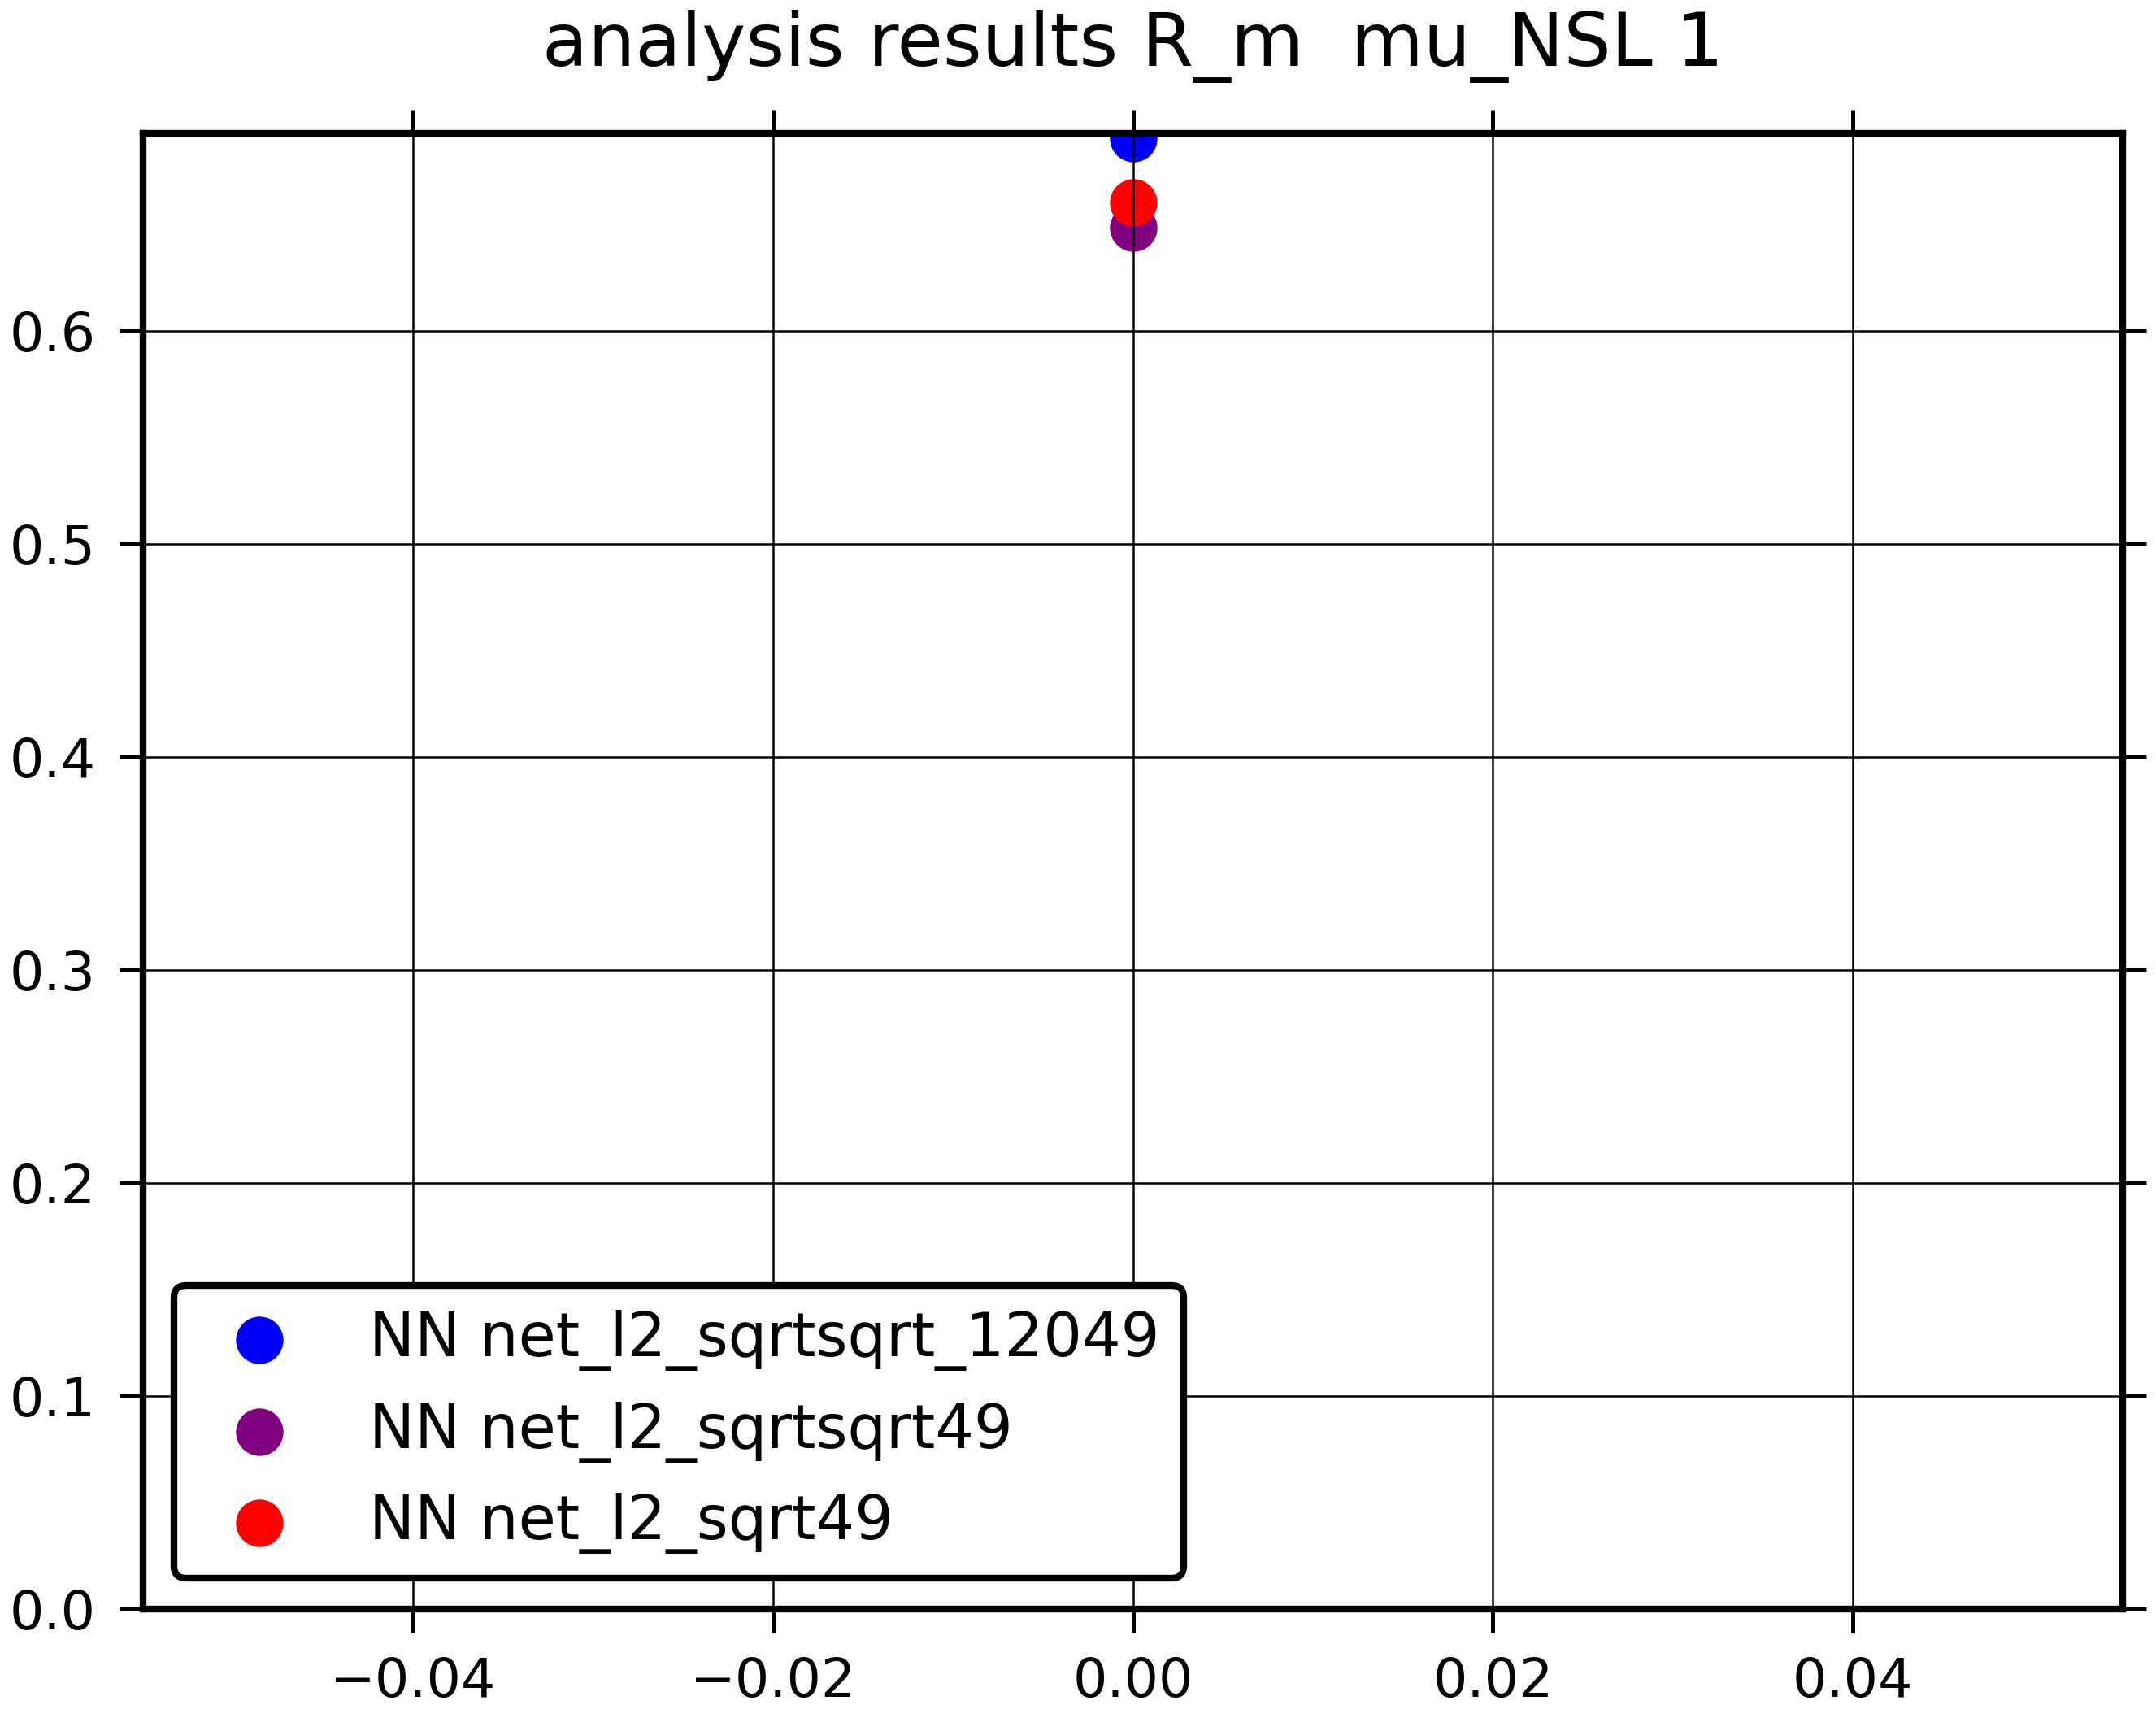 analysis results R_m  mu_NSL 1
0.6
0.5
0.4
0.3
0.2
0.1
0.0
NN net_l2_sqrtsqrt_12049
NN net_l2_sqrtsqrt49
NN net_l2_sqrt49
−0.04 −0.02 0.00 0.02 0.04